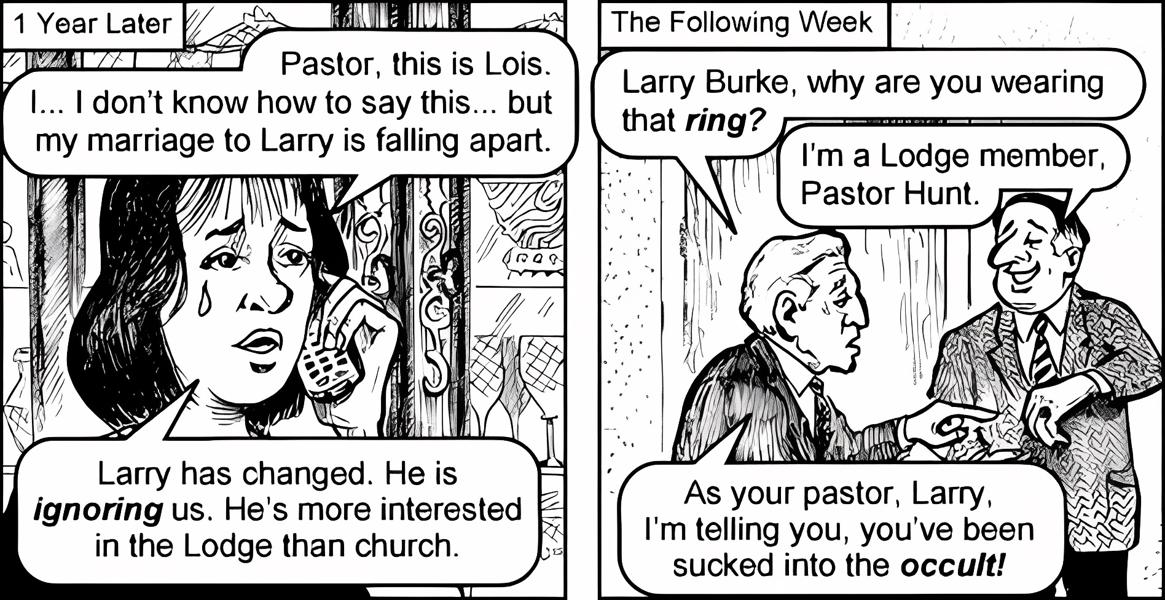 1 Year Later
Pastor, this is Lois.
I... I don't know how to say this... but
my marriage to Larry is falling apart.
Larry has changed. He is
ignoring us. He's more interested
in the Lodge than church.
The Following Week
Larry Burke, why are you wearing
that ring?
I'm a Lodge member,
Pastor Hunt.
As your pastor, Larry,
I'm telling you, you've been
sucked into the occult!